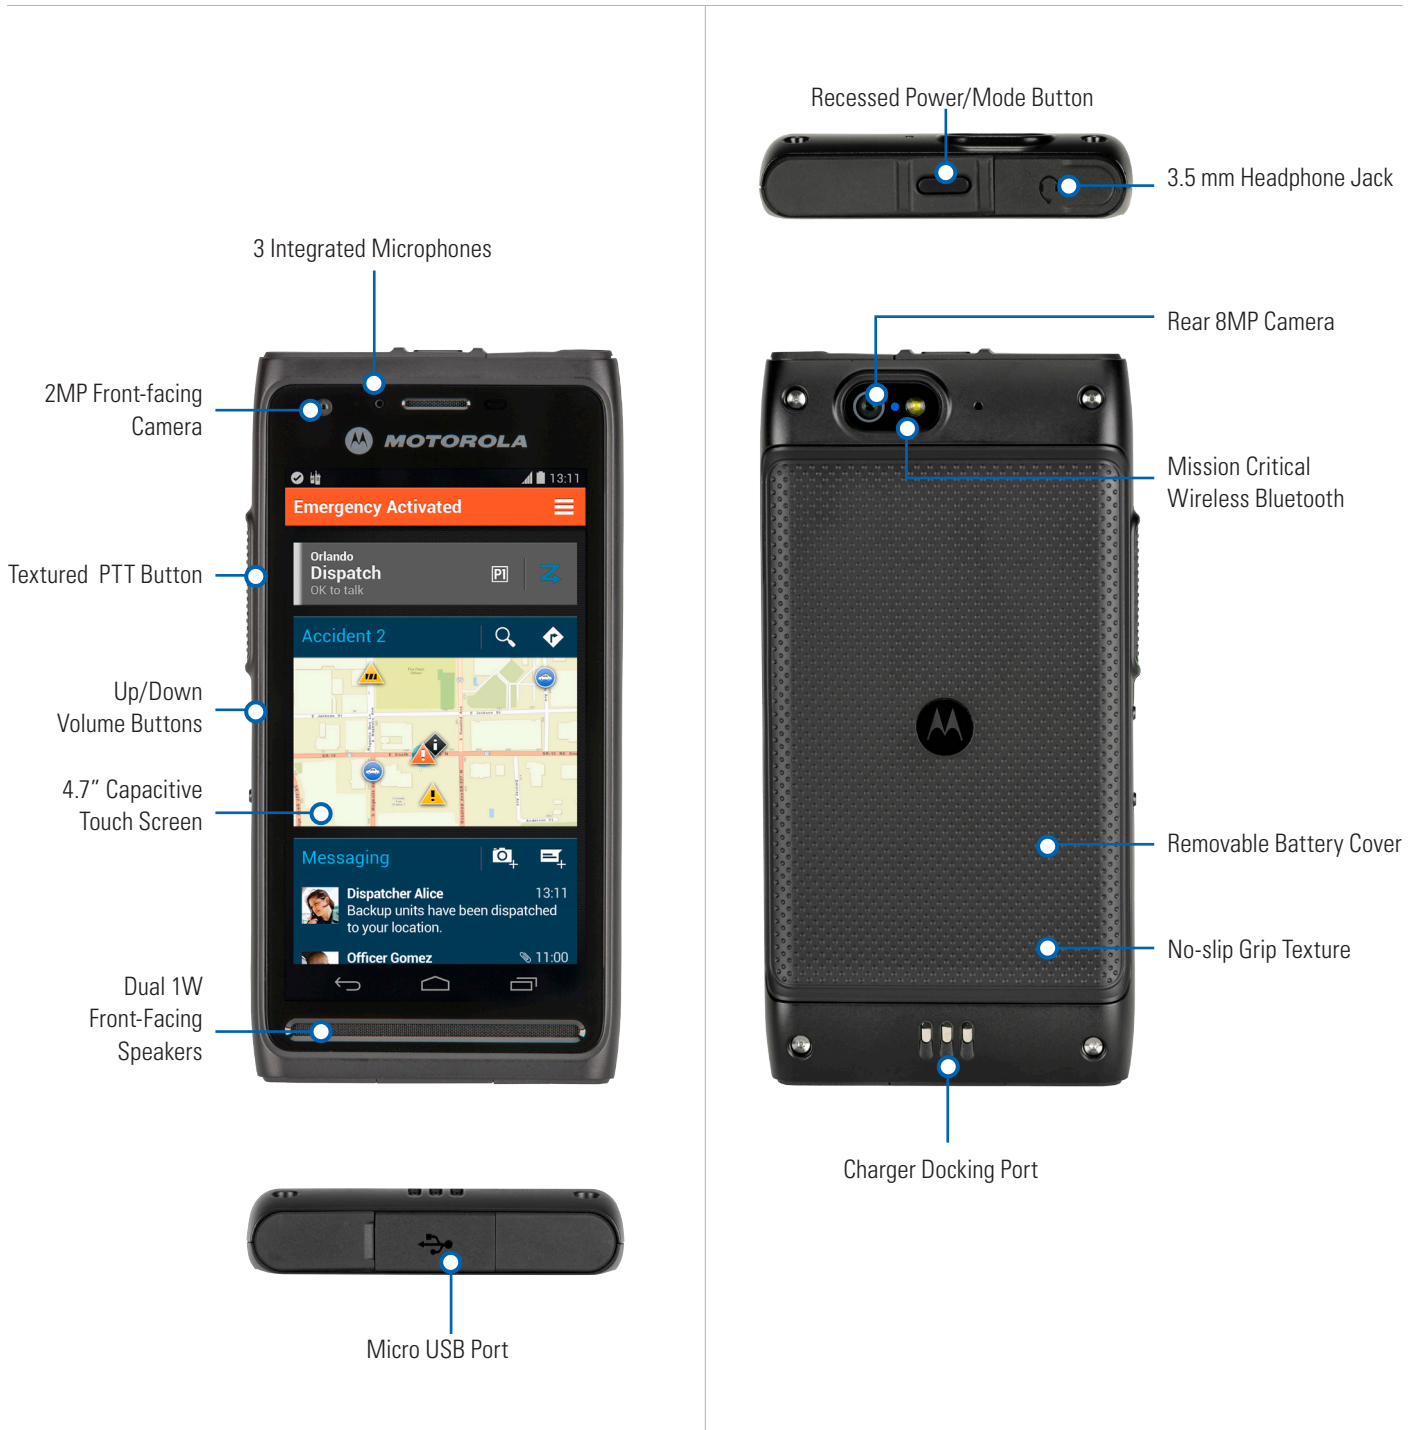 3 Integrated Microphones
2MP Front-facing
Camera
MOTOROLA
13:11
Emergency Activated
Orlando
Dispatch
OK to talk
P1
Textured PTT Button
Accident 2
Up/Down
Volume Buttons
4.7” Capacitive
Touch Screen
Messaging
Dispatcher Alice 13:11
Backup units have been dispatched
to your location.
Officer Gomez 11:00
Dual 1W
Front-Facing
Speakers
Micro USB Port
Recessed Power/Mode Button
3.5 mm Headphone Jack
Rear 8MP Camera
Mission Critical
Wireless Bluetooth
Removable Battery Cover
No-slip Grip Texture
Charger Docking Port